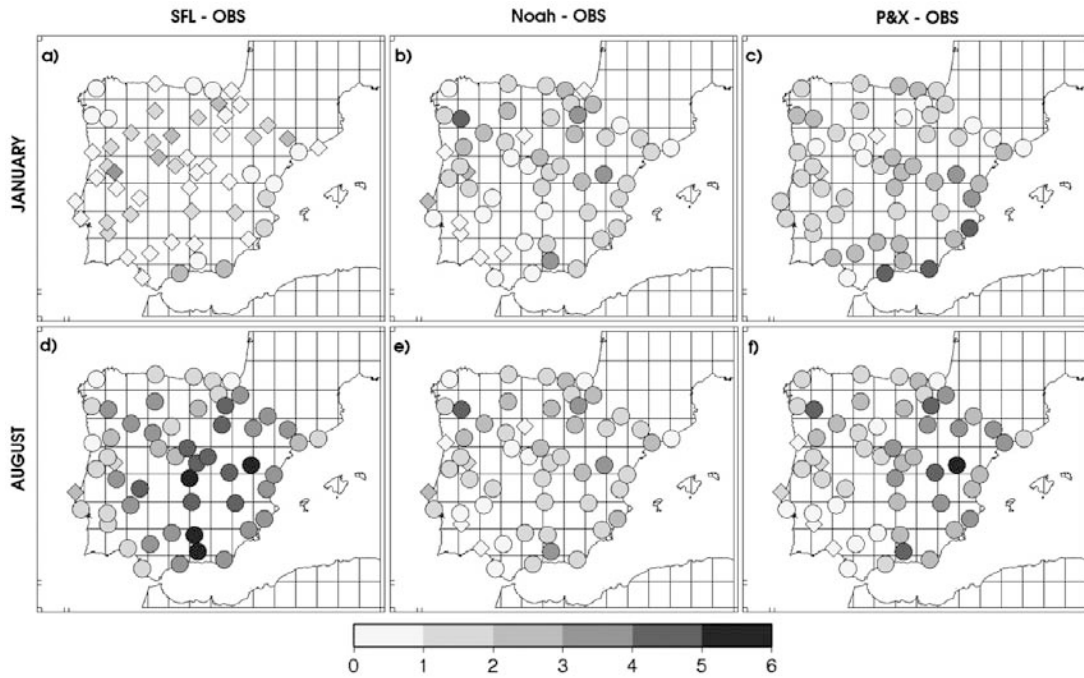 SFL - OBS
Noah - OBS
P&X - OBS
JANUARY
a)
b)
c)
AUGUST
d)
e)
f)
0 1 2 3 4 5 6